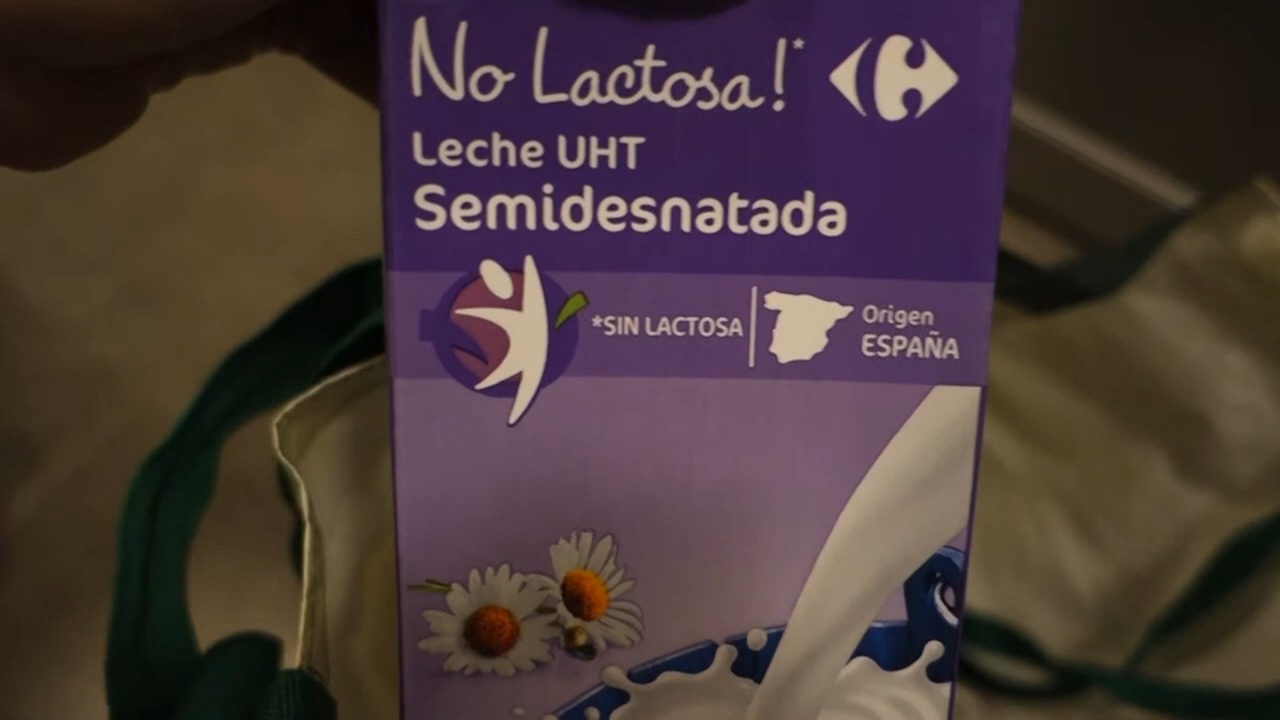 No Lactosa!*
Leche UHT
Semidesnatada
*SIN LACTOSA
Origen
ESPAÑA